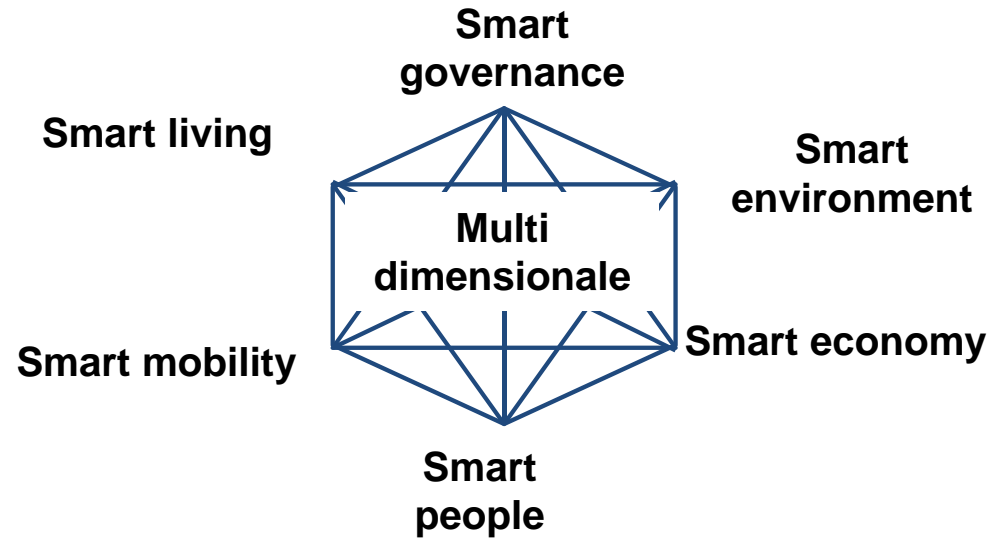 Smart
governance
Smart living
Smart
environment
Multi
dimensionale
Smart mobility
Smart economy
Smart
people